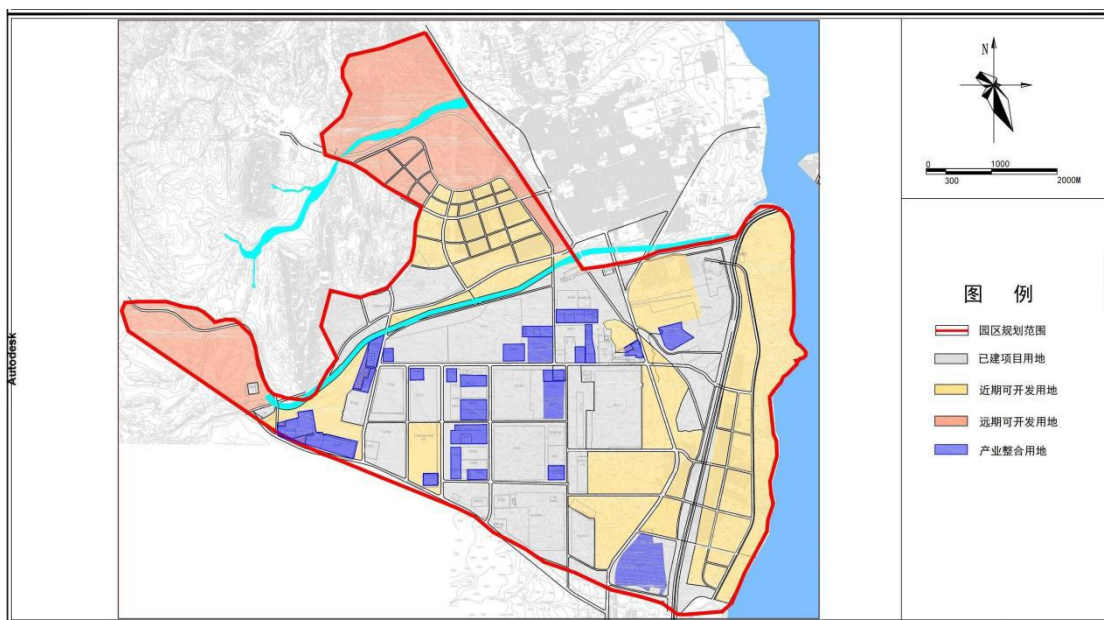 Autodesk
N
0 1000
300 2000M
图 例
园区规划范围
已建项目用地
近期可开发用地
远期可开发用地
产业整合用地